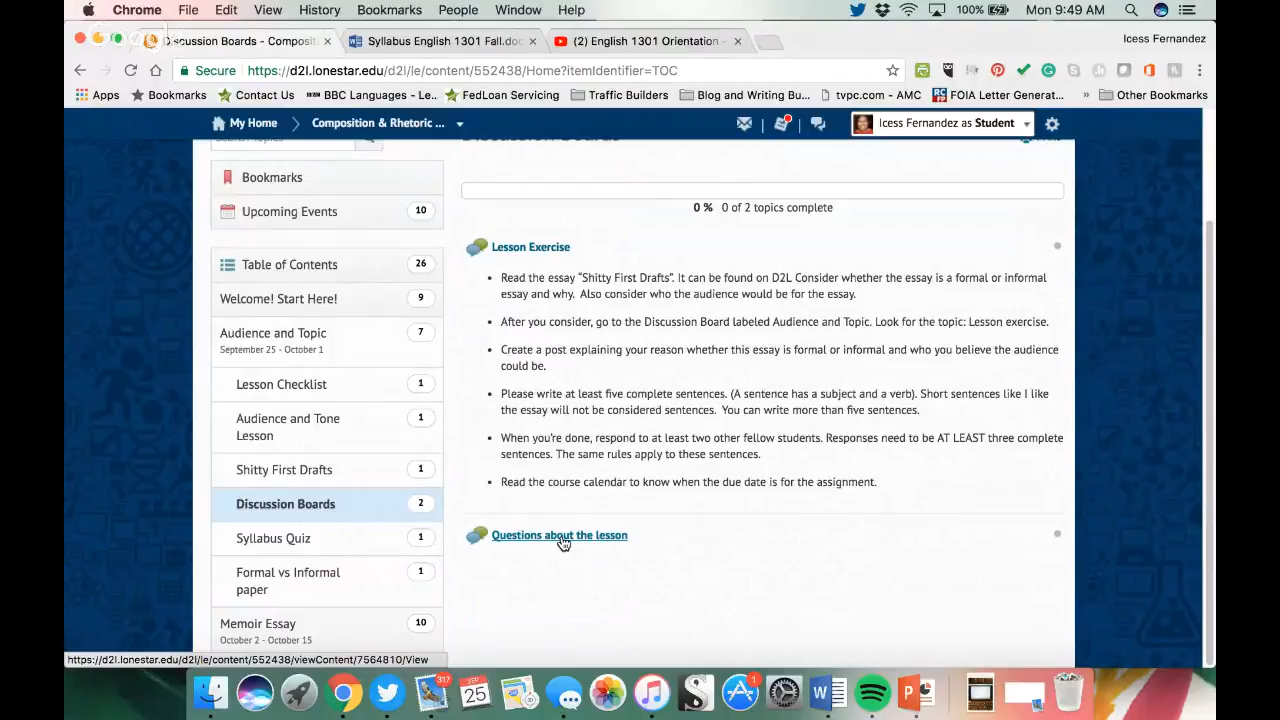 Chrome File Edit View History Bookmarks People Window Help 100% Mon 9:49 AM
Discussion Boards - Composit Syllabus English 1301 Fall.doc (2) English 1301 Orientation - Icess Fernandez
Secure https://d2l.lonestar.edu/d2l/le/content/552438/Home?itemIdentifier=TOC
Apps Bookmarks Contact Us BBC Languages - Le... FedLoan Servicing Traffic Builders Blog and Writing Bu... tvpc.com - AMC FOIA Letter Generat... » Other Bookmarks
My Home Composition & Rhetoric ... Icess Fernandez as Student
Bookmarks
Upcoming Events 10
Table of Contents 26
Welcome! Start Here! 9
Audience and Topic 7
September 25 - October 1
Lesson Checklist 1
Audience and Tone 1
Lesson
Shitty First Drafts 1
Discussion Boards 2
Syllabus Quiz 1
Formal vs Informal 1
paper
Memoir Essay 10
October 2 - October 15
0 % 0 of 2 topics complete
Lesson Exercise
• Read the essay “Shitty First Drafts”. It can be found on D2L Consider whether the essay is a formal or informal
essay and why. Also consider who the audience would be for the essay.
• After you consider, go to the Discussion Board labeled Audience and Topic. Look for the topic: Lesson exercise.
• Create a post explaining your reason whether this essay is formal or informal and who you believe the audience
could be.
• Please write at least five complete sentences. (A sentence has a subject and a verb). Short sentences like I like
the essay will not be considered sentences. You can write more than five sentences.
• When you're done, respond to at least two other fellow students. Responses need to be AT LEAST three complete
sentences. The same rules apply to these sentences.
• Read the course calendar to know when the due date is for the assignment.
Questions about the lesson
https://d2l.lonestar.edu/d2l/le/content/552438/viewContent/7564810/View
317
SEP
25
1